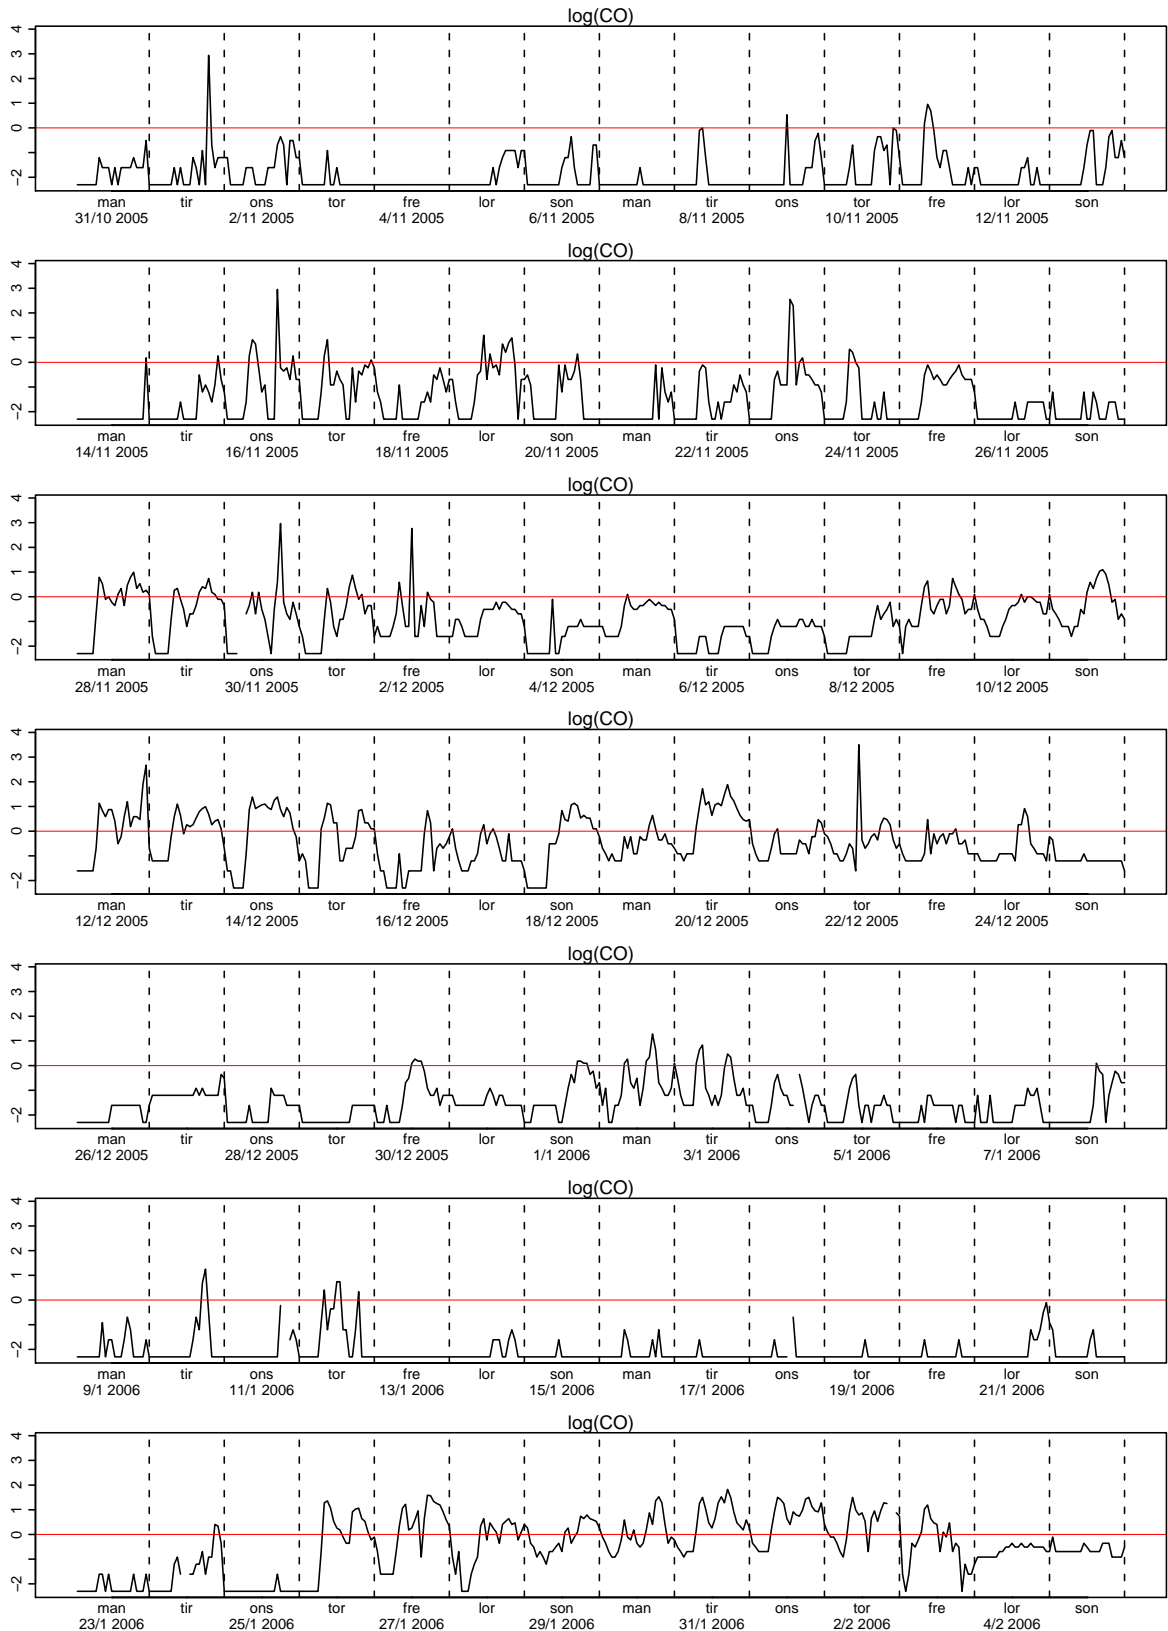 log(CO)
4
3
2
1
0
−2
man tir ons tor fre lor son man tir ons tor fre lor son
31/10 2005 2/11 2005 4/11 2005 6/11 2005 8/11 2005 10/11 2005 12/11 2005
log(CO)
4
3
2
1
0
−2
man tir ons tor fre lor son man tir ons tor fre lor son
14/11 2005 16/11 2005 18/11 2005 20/11 2005 22/11 2005 24/11 2005 26/11 2005
log(CO)
4
3
2
1
0
−2
man tir ons tor fre lor son man tir ons tor fre lor son
28/11 2005 30/11 2005 2/12 2005 4/12 2005 6/12 2005 8/12 2005 10/12 2005
log(CO)
4
3
2
1
0
−2
man tir ons tor fre lor son man tir ons tor fre lor son
12/12 2005 14/12 2005 16/12 2005 18/12 2005 20/12 2005 22/12 2005 24/12 2005
log(CO)
4
3
2
1
0
−2
man tir ons tor fre lor son man tir ons tor fre lor son
26/12 2005 28/12 2005 30/12 2005 1/1 2006 3/1 2006 5/1 2006 7/1 2006
log(CO)
4
3
2
1
0
−2
man tir ons tor fre lor son man tir ons tor fre lor son
9/1 2006 11/1 2006 13/1 2006 15/1 2006 17/1 2006 19/1 2006 21/1 2006
log(CO)
4
3
2
1
0
−2
man tir ons tor fre lor son man tir ons tor fre lor son
23/1 2006 25/1 2006 27/1 2006 29/1 2006 31/1 2006 2/2 2006 4/2 2006